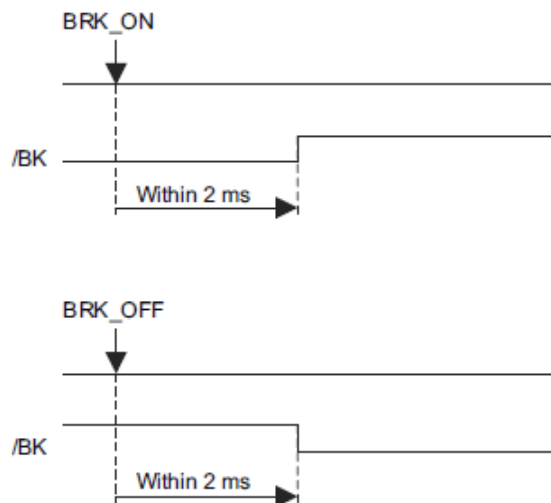 BRK_ON
/BK
Within 2 ms
BRK_OFF
/BK
Within 2 ms